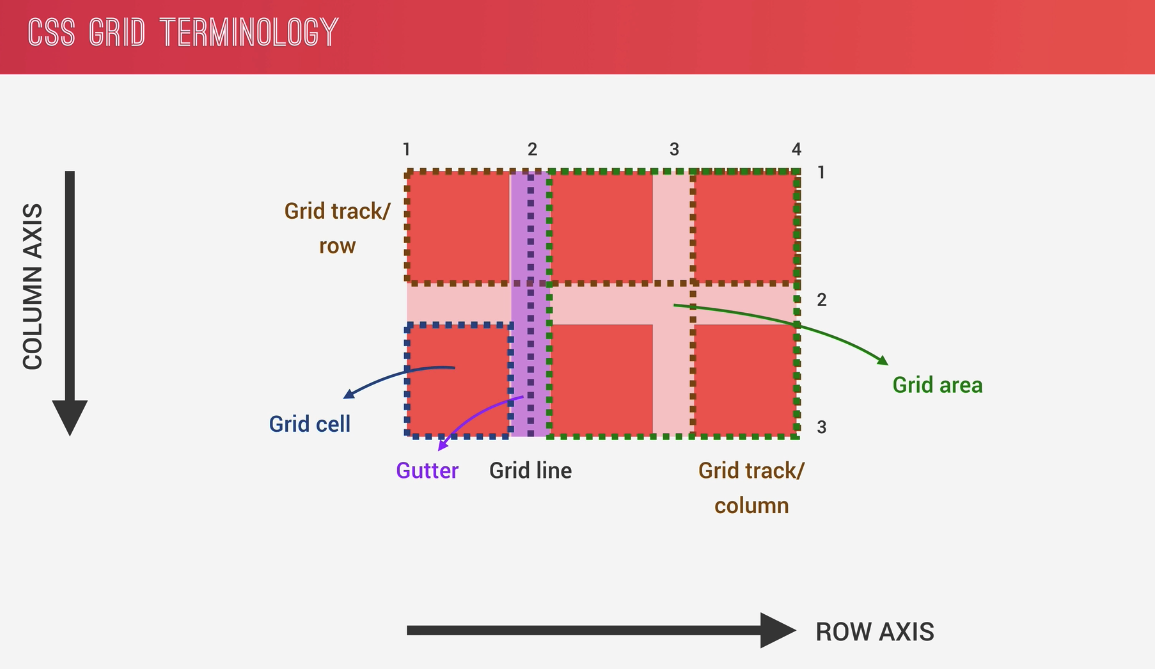 CSS GRID TERMINOLOGY
1 2 3 4
1
Grid track/
row
COLUMN AXIS
2
Grid area
Grid cell
3
Gutter
Grid line
Grid track/
column
ROW AXIS